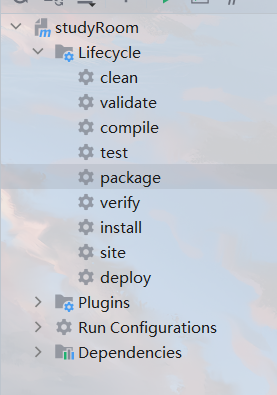 studyRoom
Lifecycle
clean
validate
compile
test
package
verify
install
site
deploy
Plugins
Run Configurations
Dependencies